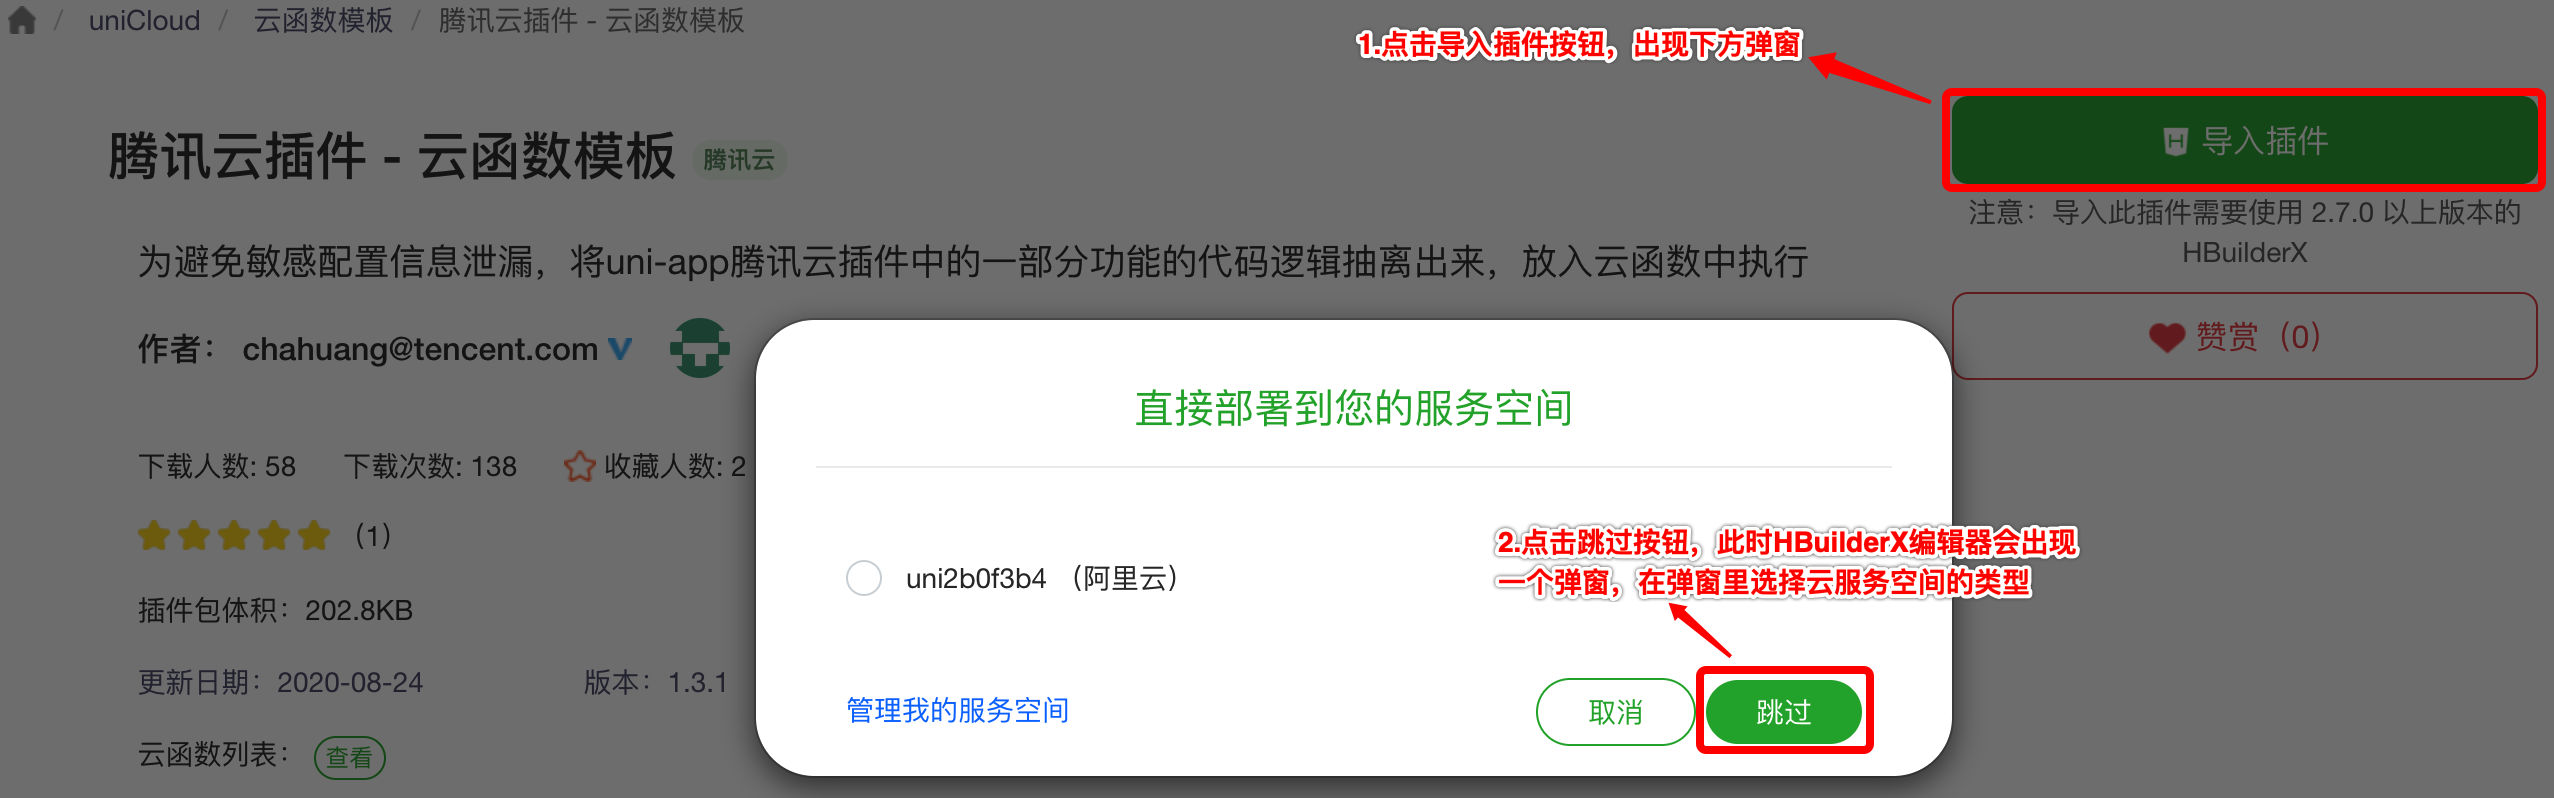 / uniCloud / 云函数模板 / 腾讯云插件 - 云函数模板
1.点击导入插件按钮，出现下方弹窗
腾讯云插件 - 云函数模板 腾讯云
导入插件
注意：导入此插件需要使用 2.7.0 以上版本的
HBuilderX
为避免敏感配置信息泄漏，将uni-app腾讯云插件中的一部分功能的代码逻辑抽离出来，放入云函数中执行
赞赏（0）
作者： chahuang@tencent.com
下载人数: 58 下载次数: 138 收藏人数: 2
（1）
插件包体积：202.8KB
更新日期：2020-08-24 版本：1.3.1
云函数列表： 查看
直接部署到您的服务空间
2.点击跳过按钮，此时HBuilderX编辑器会出现
一个弹窗，在弹窗里选择云服务空间的类型
uni2b0f3b4 （阿里云）
管理我的服务空间 取消 跳过